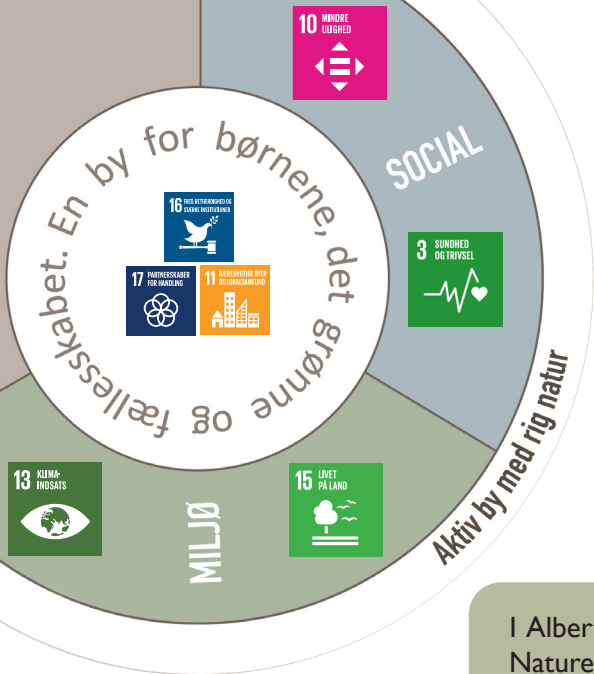 10 MINDRE
ULIGHED
SOCIAL
En by for børnene, det grønne og fællesskabet.
16 FRED, RETFÆRDIGHED OG
STÆRKE INSTITUTIONER
17 PARTNERSKABER
FOR HANDLING
11 BÆREDYGTIGE BYER
OG LOKALSAMFUND
3 SUNDHED
OG TRIVSEL
Aktiv by med rig natur
13 KLIMA-
INDSATS
15 LIVET
PÅ LAND
MILJØ
I Alber
Nature